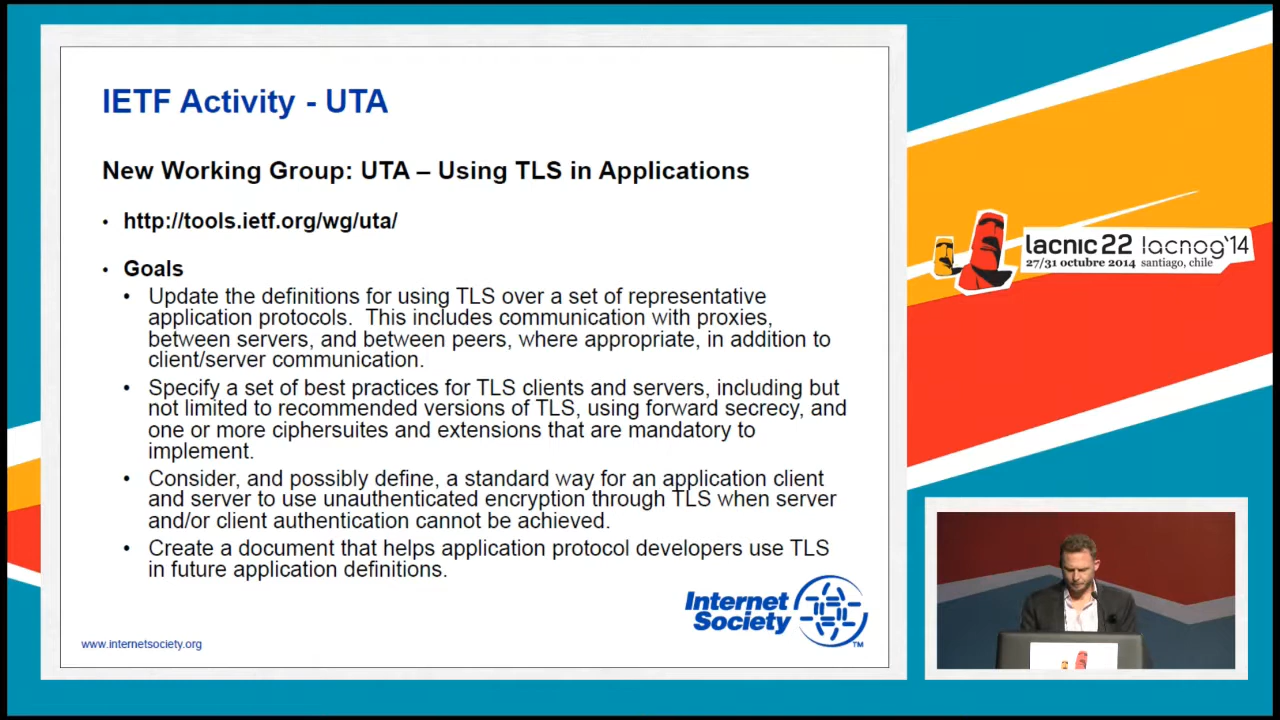 IETF Activity - UTA
New Working Group: UTA – Using TLS in Applications
• http://tools.ietf.org/wg/uta/
• Goals
• Update the definitions for using TLS over a set of representative
application protocols.  This includes communication with proxies,
between servers, and between peers, where appropriate, in addition to
client/server communication.
• Specify a set of best practices for TLS clients and servers, including but
not limited to recommended versions of TLS, using forward secrecy, and
one or more ciphersuites and extensions that are mandatory to
implement.
• Consider, and possibly define, a standard way for an application client
and server to use unauthenticated encryption through TLS when server
and/or client authentication cannot be achieved.
• Create a document that helps application protocol developers use TLS
in future application definitions.
Internet
Society
TM
www.internetsociety.org
lacnic 22 lacnog'14
27/31 octubre 2014 santiago, chile